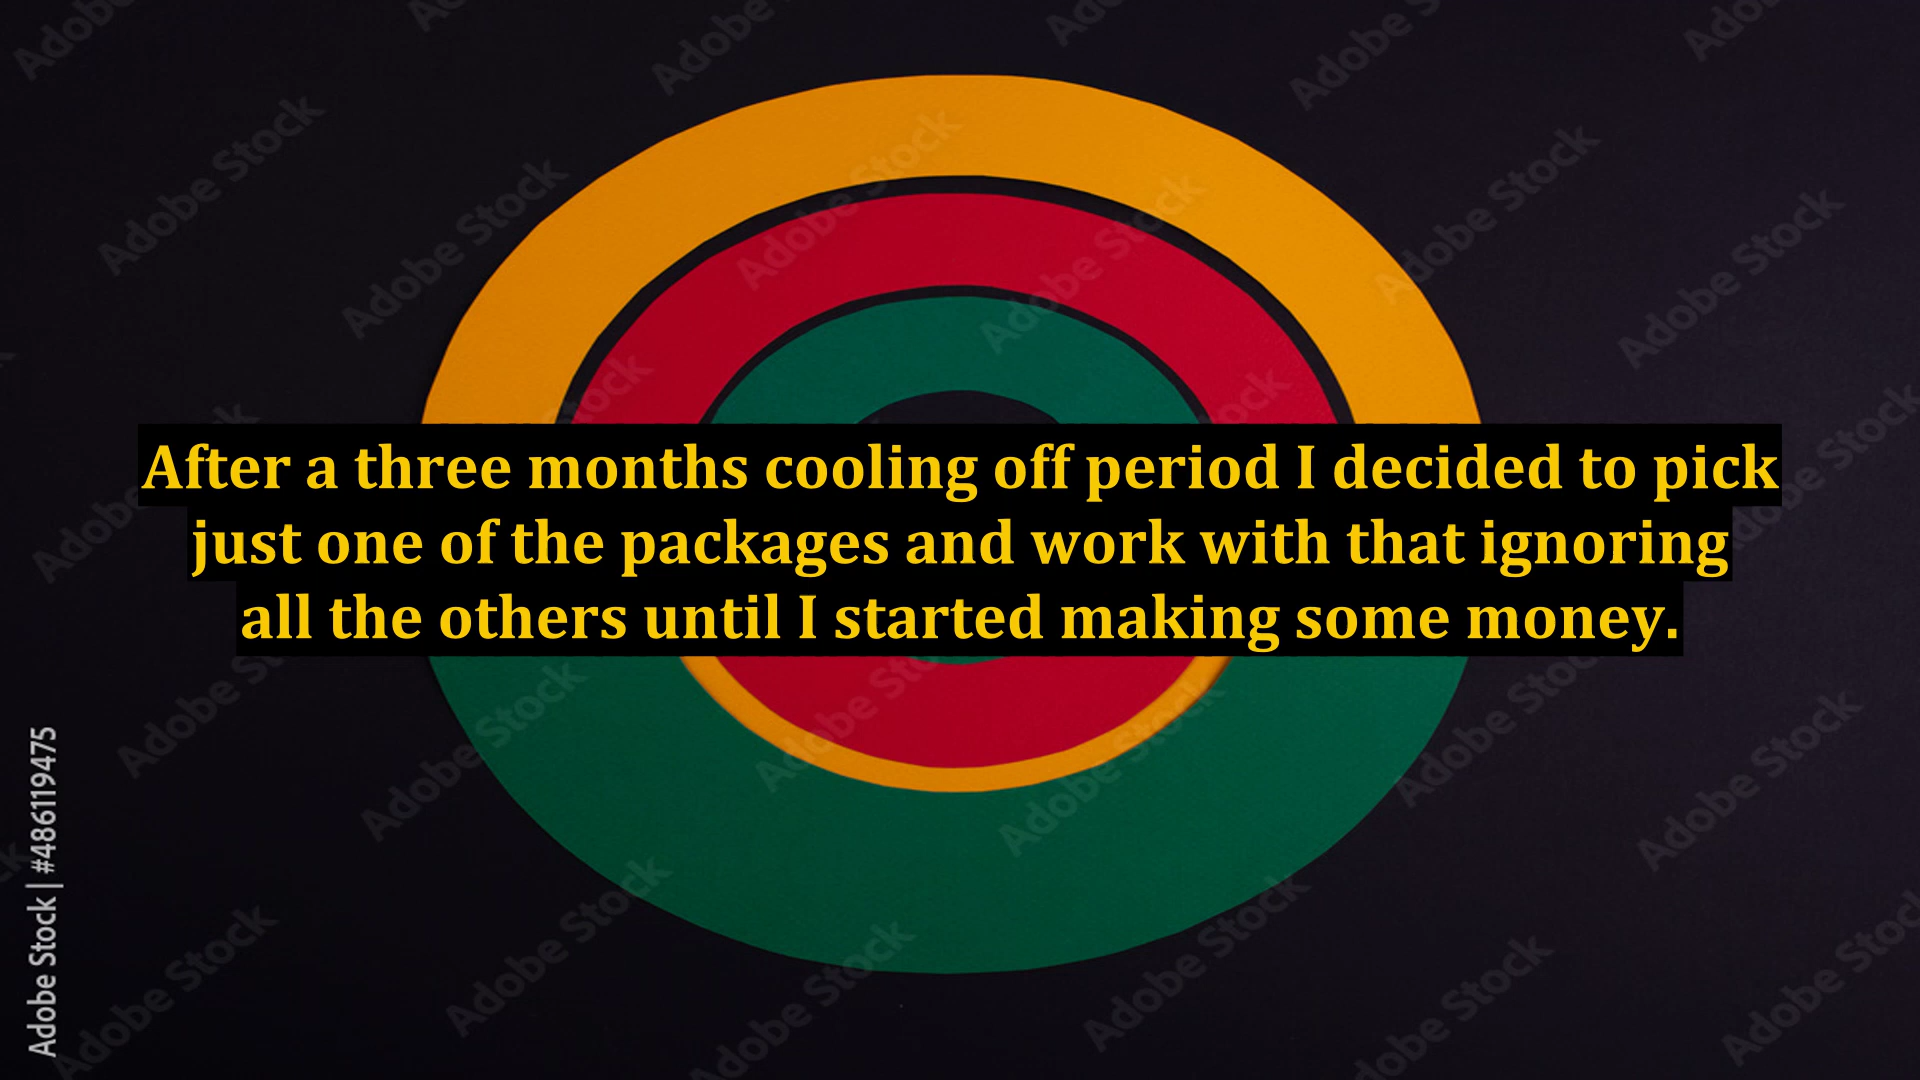 After a three months cooling off period I decided to pick
just one of the packages and work with that ignoring
all the others until I started making some money.
Adobe Stock | #486119475